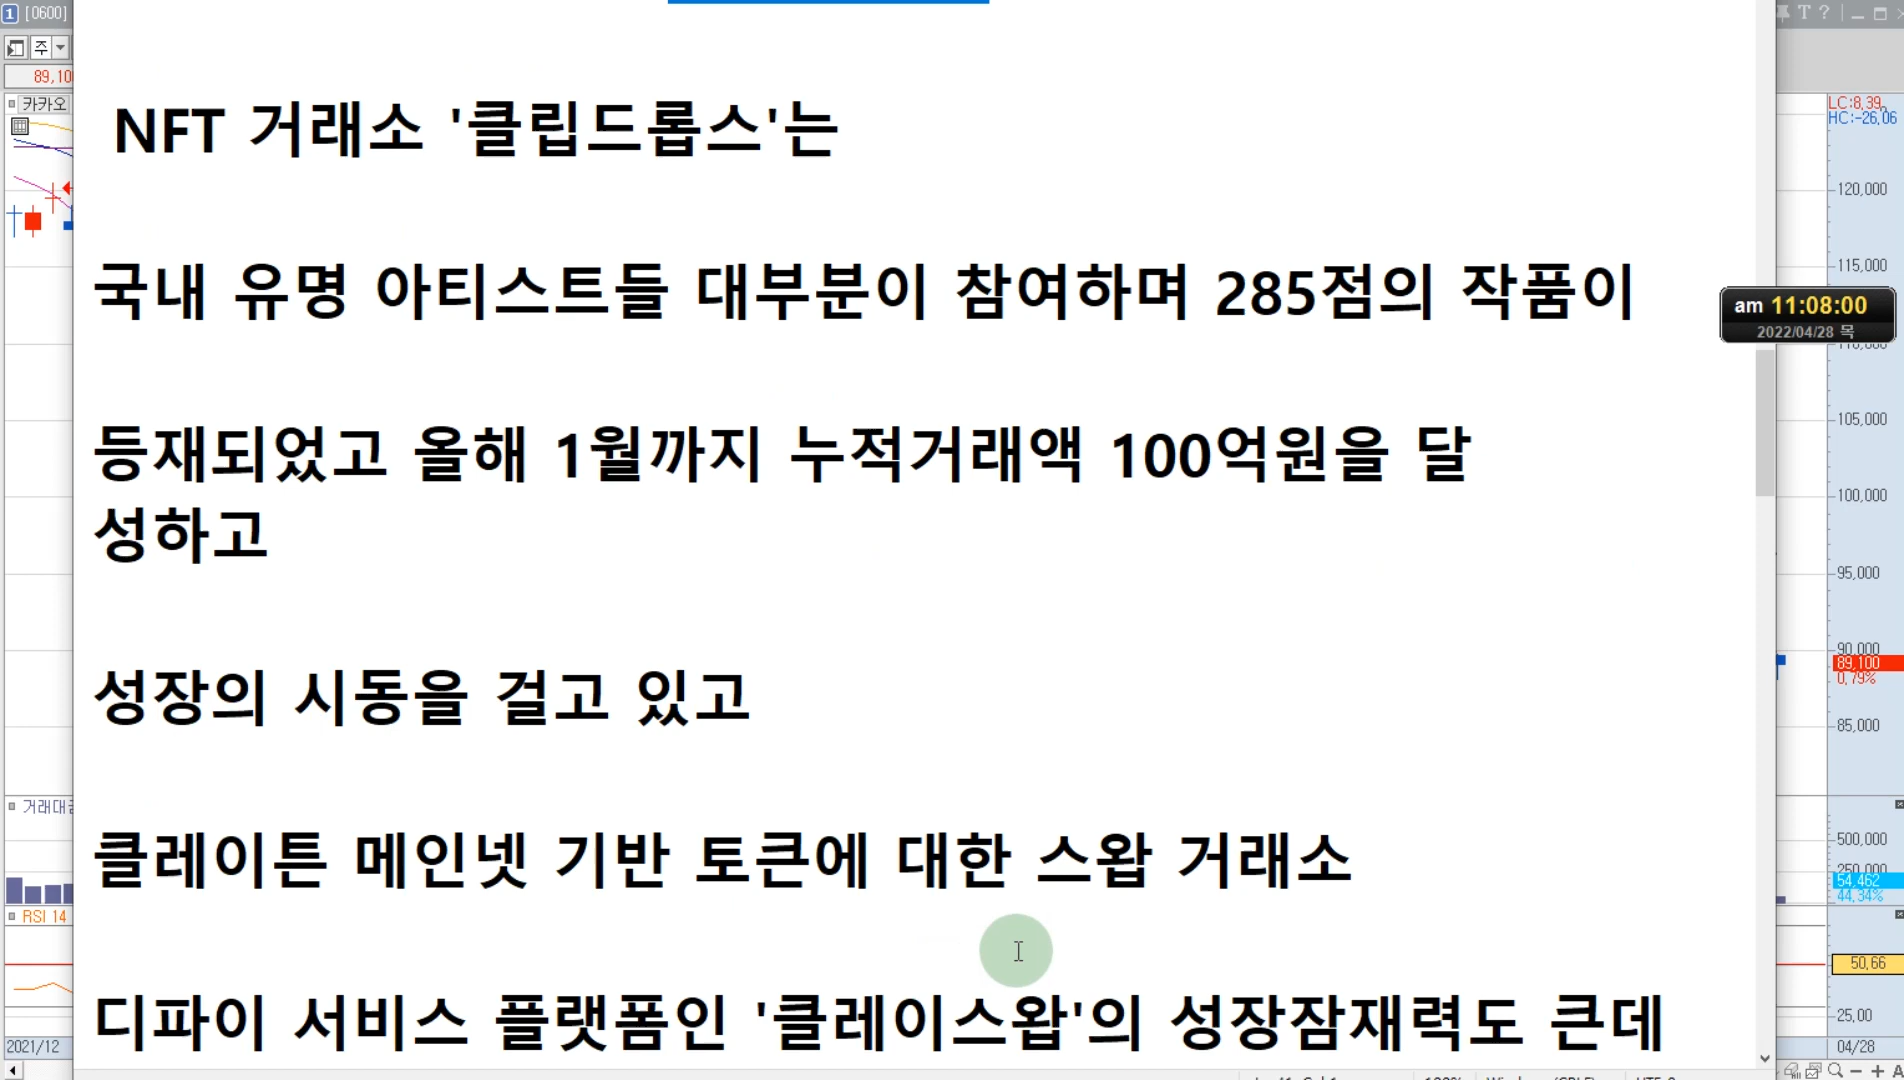 1 [0600] T ?
주
89,10
카카오
NFT 거래소 '클립드롭스'는
국내 유명 아티스트들 대부분이 참여하며 285점의 작품이
등재되었고 올해 1월까지 누적거래액 100억원을 달
성하고
성장의 시동을 걸고 있고
클레이튼 메인넷 기반 토큰에 대한 스왑 거래소
디파이 서비스 플랫폼인 '클레이스왑'의 성장잠재력도 큰데
LC:8,39
HC:-26,06
120,000
115,000
am 11:08:00
2022/04/28 목
105,000
100,000
95,000
90,000
89,100
0,79%
85,000
거래대금
500,000
250,000
54,462
44,34%
RSI 14
50,66
25,00
2021/12
04/28